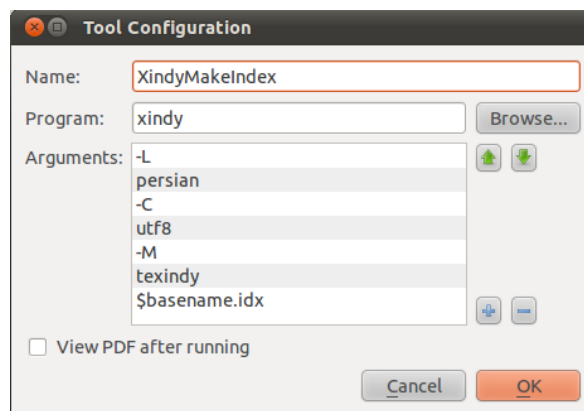 Tool Configuration
Name: XindyMakeIndex
Program: xindy Browse...
Arguments: -L
persian
-C
utf8
-M
texindy
$basename.idx
View PDF after running
Cancel OK